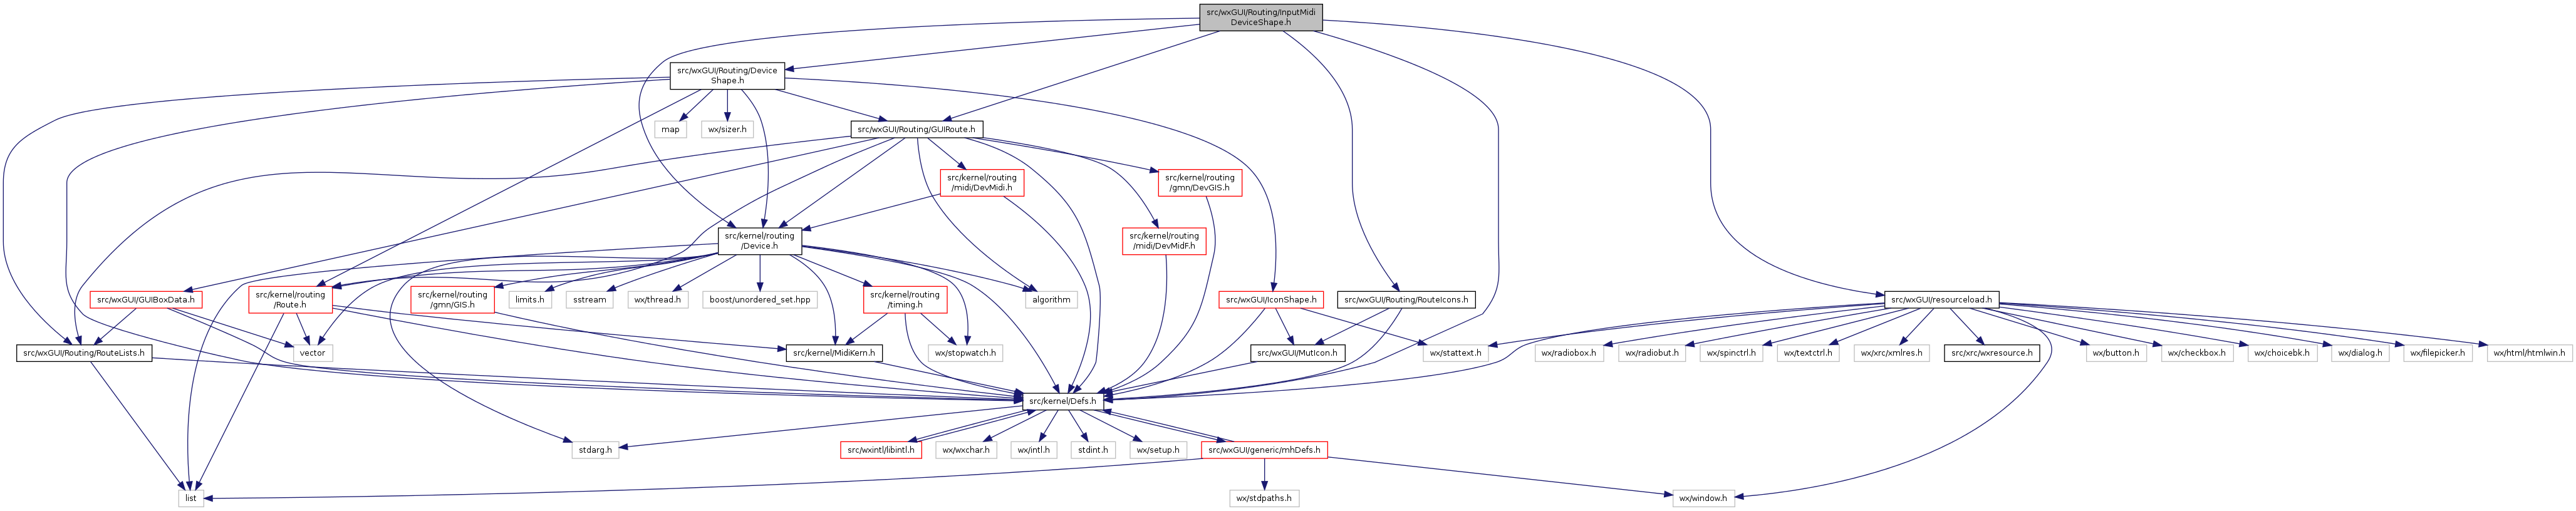 src/wxGUI/Routing/InputMidi
DeviceShape.h
src/wxGUI/Routing/Device
Shape.h
map
wx/sizer.h
src/wxGUI/Routing/GUIRoute.h
src/kernel/routing
/midi/DevMidi.h
src/kernel/routing
/gmn/DevGIS.h
src/kernel/routing
/Device.h
src/kernel/routing
/midi/DevMidF.h
src/wxGUI/GUIBoxData.h
src/kernel/routing
/Route.h
src/kernel/routing
/gmn/GIS.h
limits.h
sstream
wx/thread.h
boost/unordered_set.hpp
src/kernel/routing
/timing.h
algorithm
src/wxGUI/IconShape.h
src/wxGUI/Routing/RouteIcons.h
src/wxGUI/resourceload.h
src/wxGUI/Routing/RouteLists.h
vector
src/kernel/MidiKern.h
wx/stopwatch.h
src/wxGUI/MutIcon.h
wx/stattext.h
wx/radiobox.h
wx/radiobut.h
wx/spinctrl.h
wx/textctrl.h
wx/xrc/xmlres.h
src/xrc/wxresource.h
wx/button.h
wx/checkbox.h
wx/choicebk.h
wx/dialog.h
wx/filepicker.h
wx/html/htmlwin.h
src/kernel/Defs.h
stdarg.h
src/wxintl/libintl.h
wx/wxchar.h
wx/intl.h
stdint.h
wx/setup.h
src/wxGUI/generic/mhDefs.h
list
wx/stdpaths.h
wx/window.h